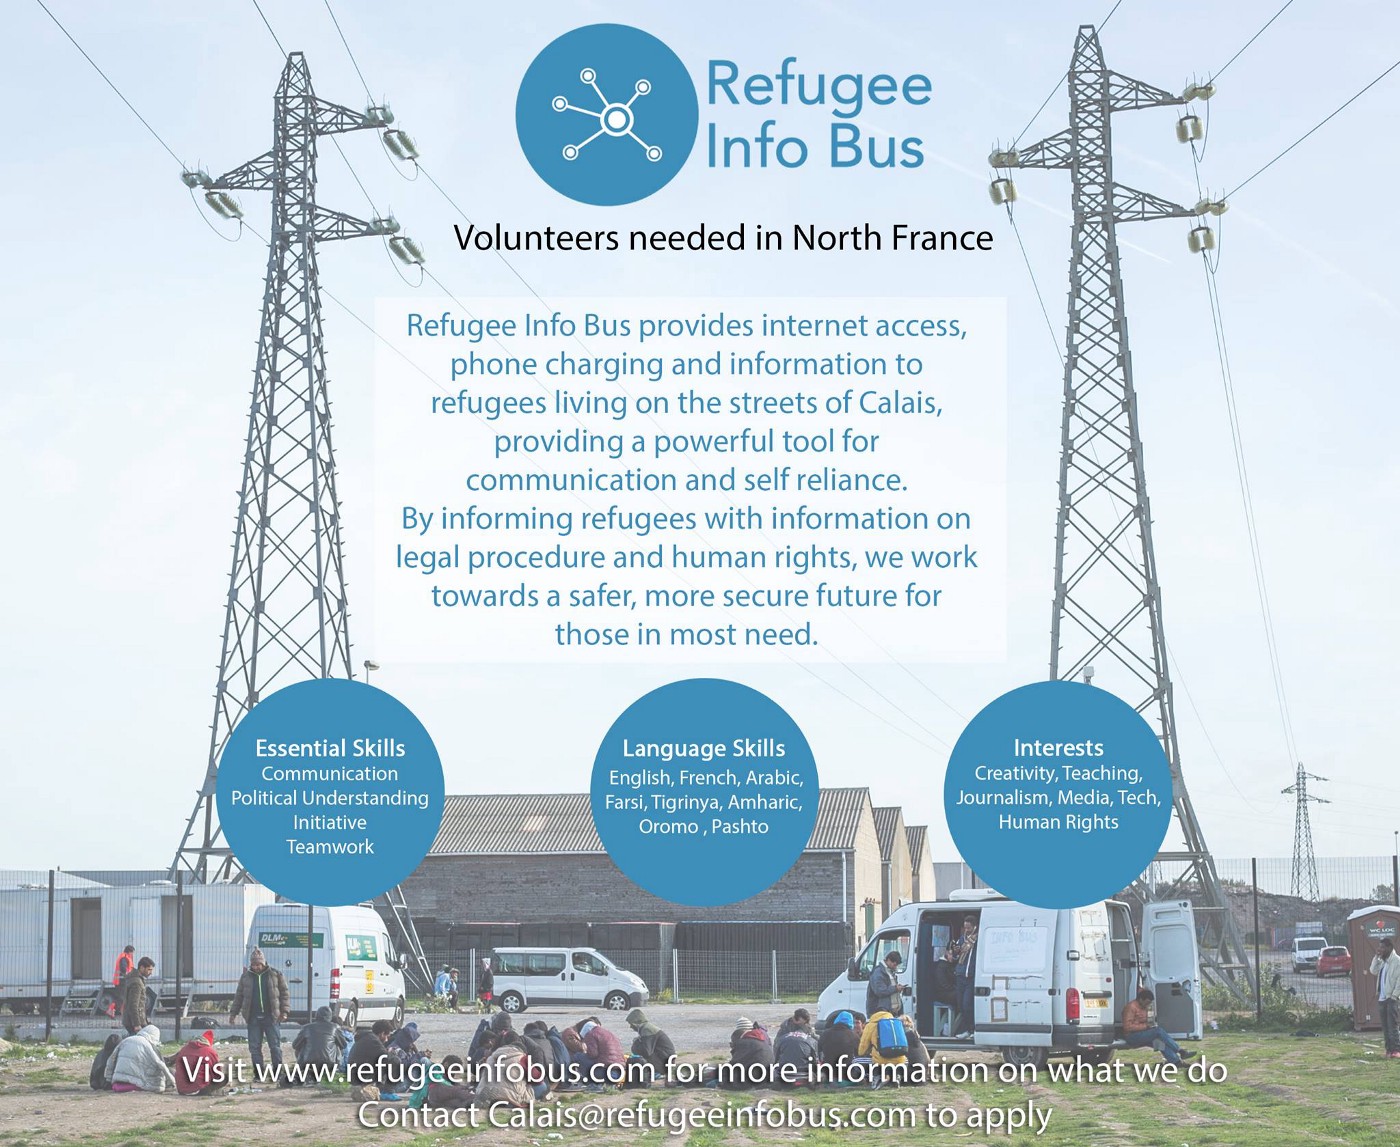 Refugee
Info Bus
Volunteers needed in North France
Refugee Info Bus provides internet access,
phone charging and information to
refugees living on the streets of Calais,
providing a powerful tool for
communication and self reliance.
By informing refugees with information on
legal procedure and human rights, we work
towards a safer, more secure future for
those in most need.
Essential Skills
Communication
Political Understanding
Initiative
Teamwork
Language Skills
English, French, Arabic,
Farsi, Tigrinya, Amharic,
Oromo , Pashto
Interests
Creativity, Teaching,
Journalism, Media, Tech,
Human Rights
DLM
INFO BUS
WC LOC
Visit www.refugeeinfobus.com for more information on what we do
Contact Calais@refugeeinfobus.com to apply